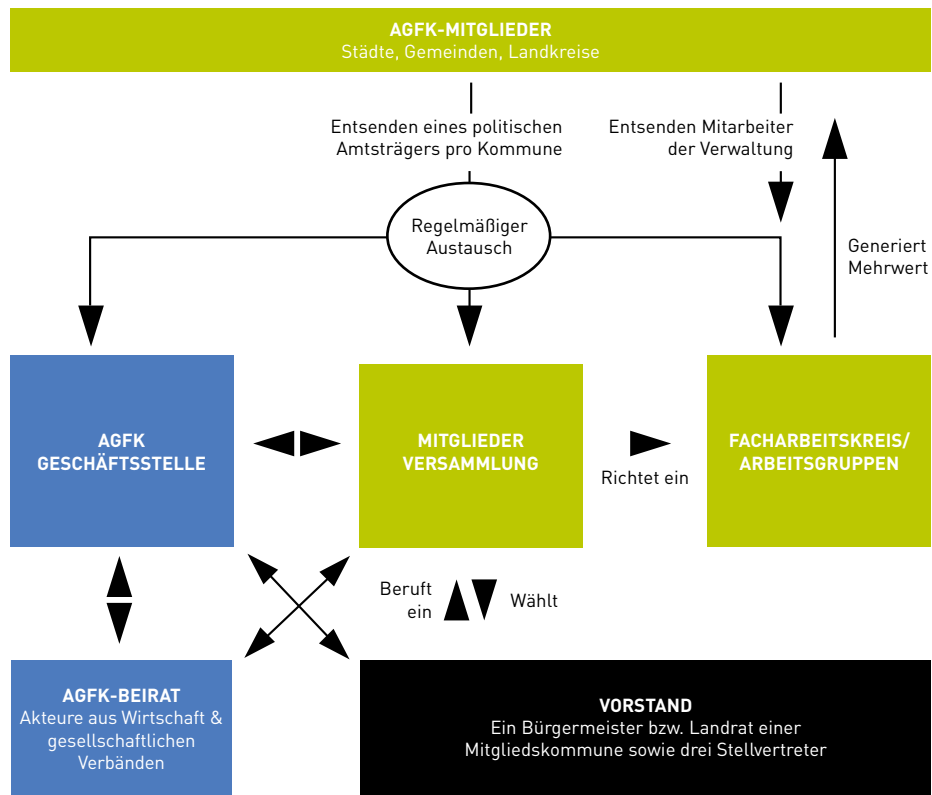 AGFK-MITGLIEDER
Städte, Gemeinden, Landkreise
Entsenden eines politischen
Amtsträgers pro Kommune
Entsenden Mitarbeiter
der Verwaltung
Regelmäßiger
Austausch
Generiert
Mehrwert
AGFK
GESCHÄFTSSTELLE
MITGLIEDER
VERSAMMLUNG
Richtet ein
FACHARBEITSKREIS/
ARBEITSGRUPPEN
Beruft
ein
Wählt
AGFK-BEIRAT
Akteure aus Wirtschaft &
gesellschaftlichen
Verbänden
VORSTAND
Ein Bürgermeister bzw. Landrat einer
Mitgliedskommune sowie drei Stellvertreter